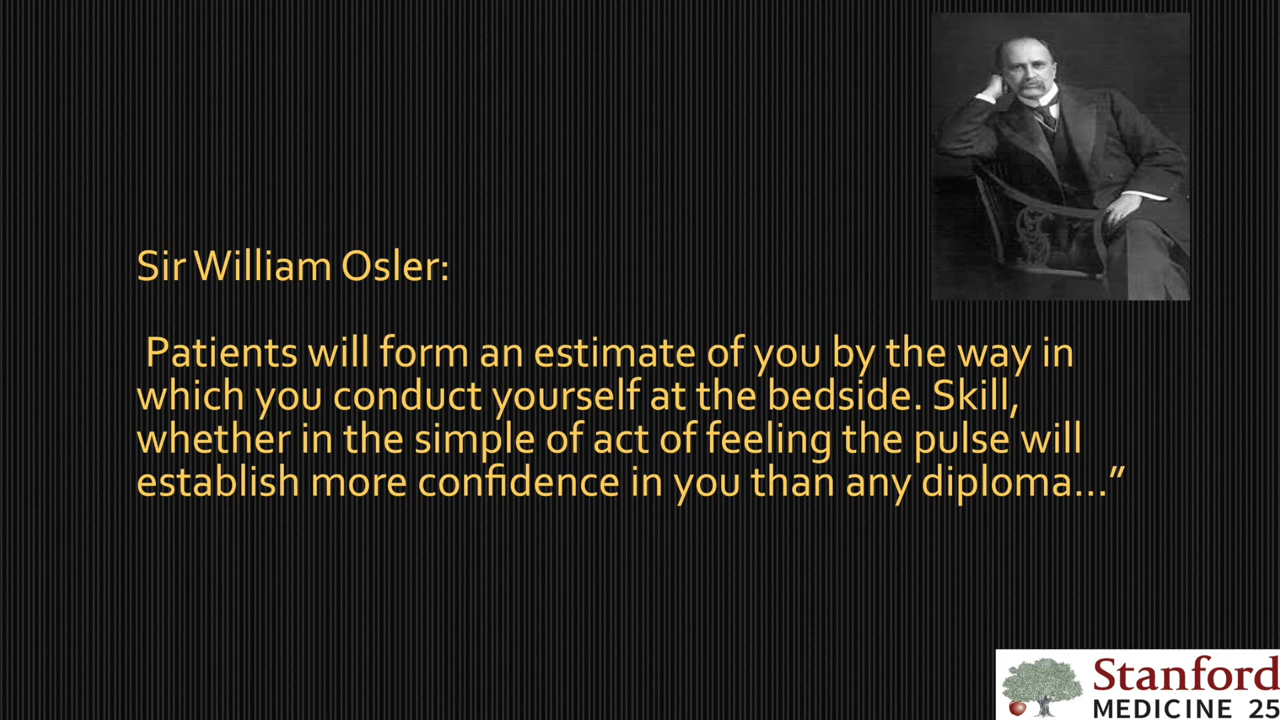 Sir William Osler:
Patients will form an estimate of you by the way in
which you conduct yourself at the bedside. Skill,
whether in the simple of act of feeling the pulse will
establish more confidence in you than any diploma...”
Stanford
MEDICINE 25